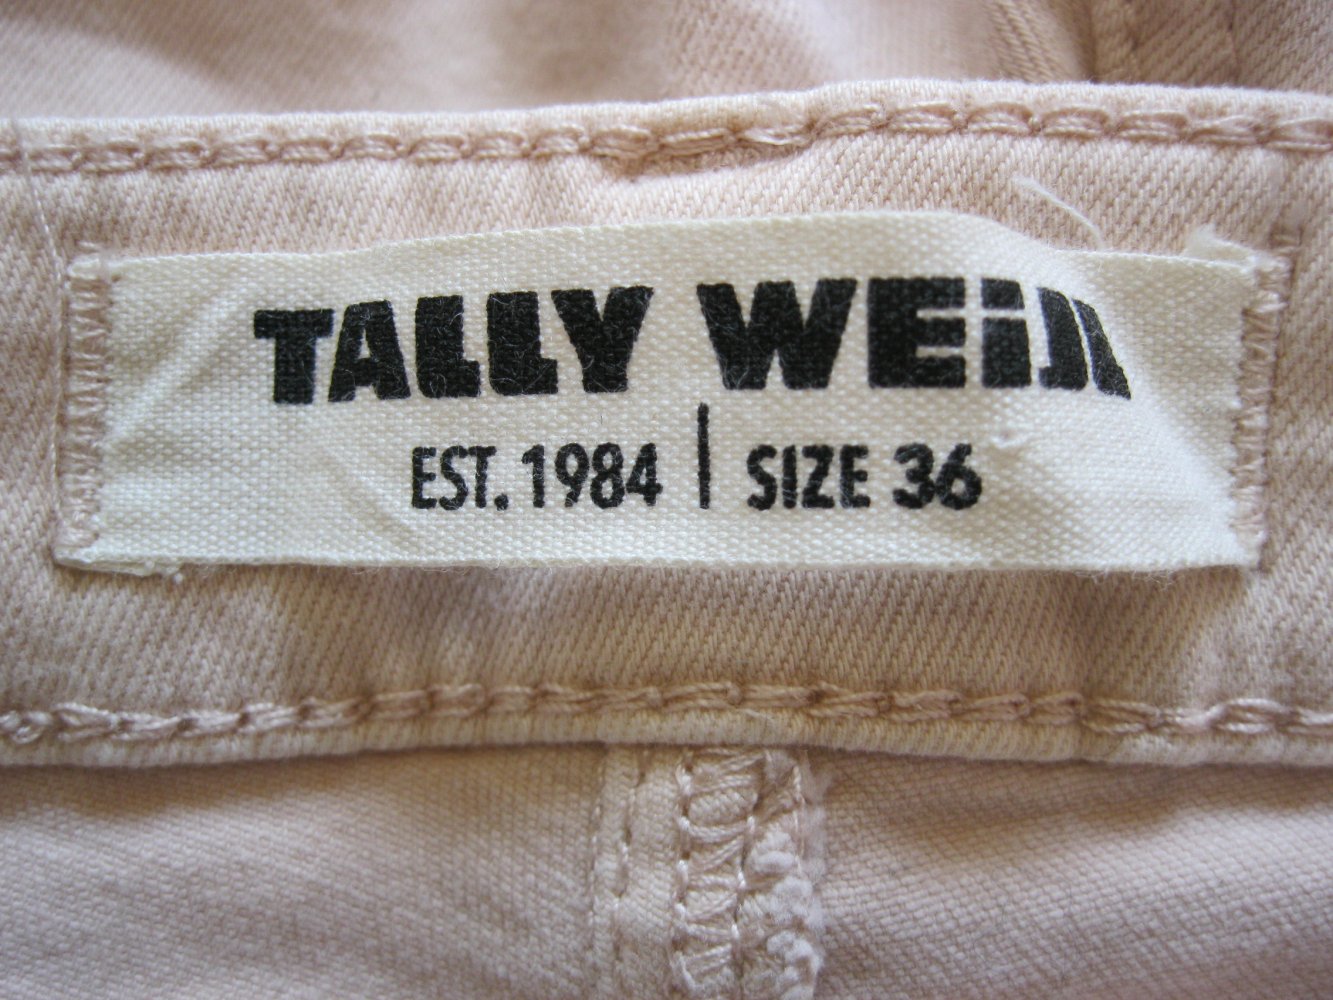 TALLY WEiJL
EST. 1984 | SIZE 36